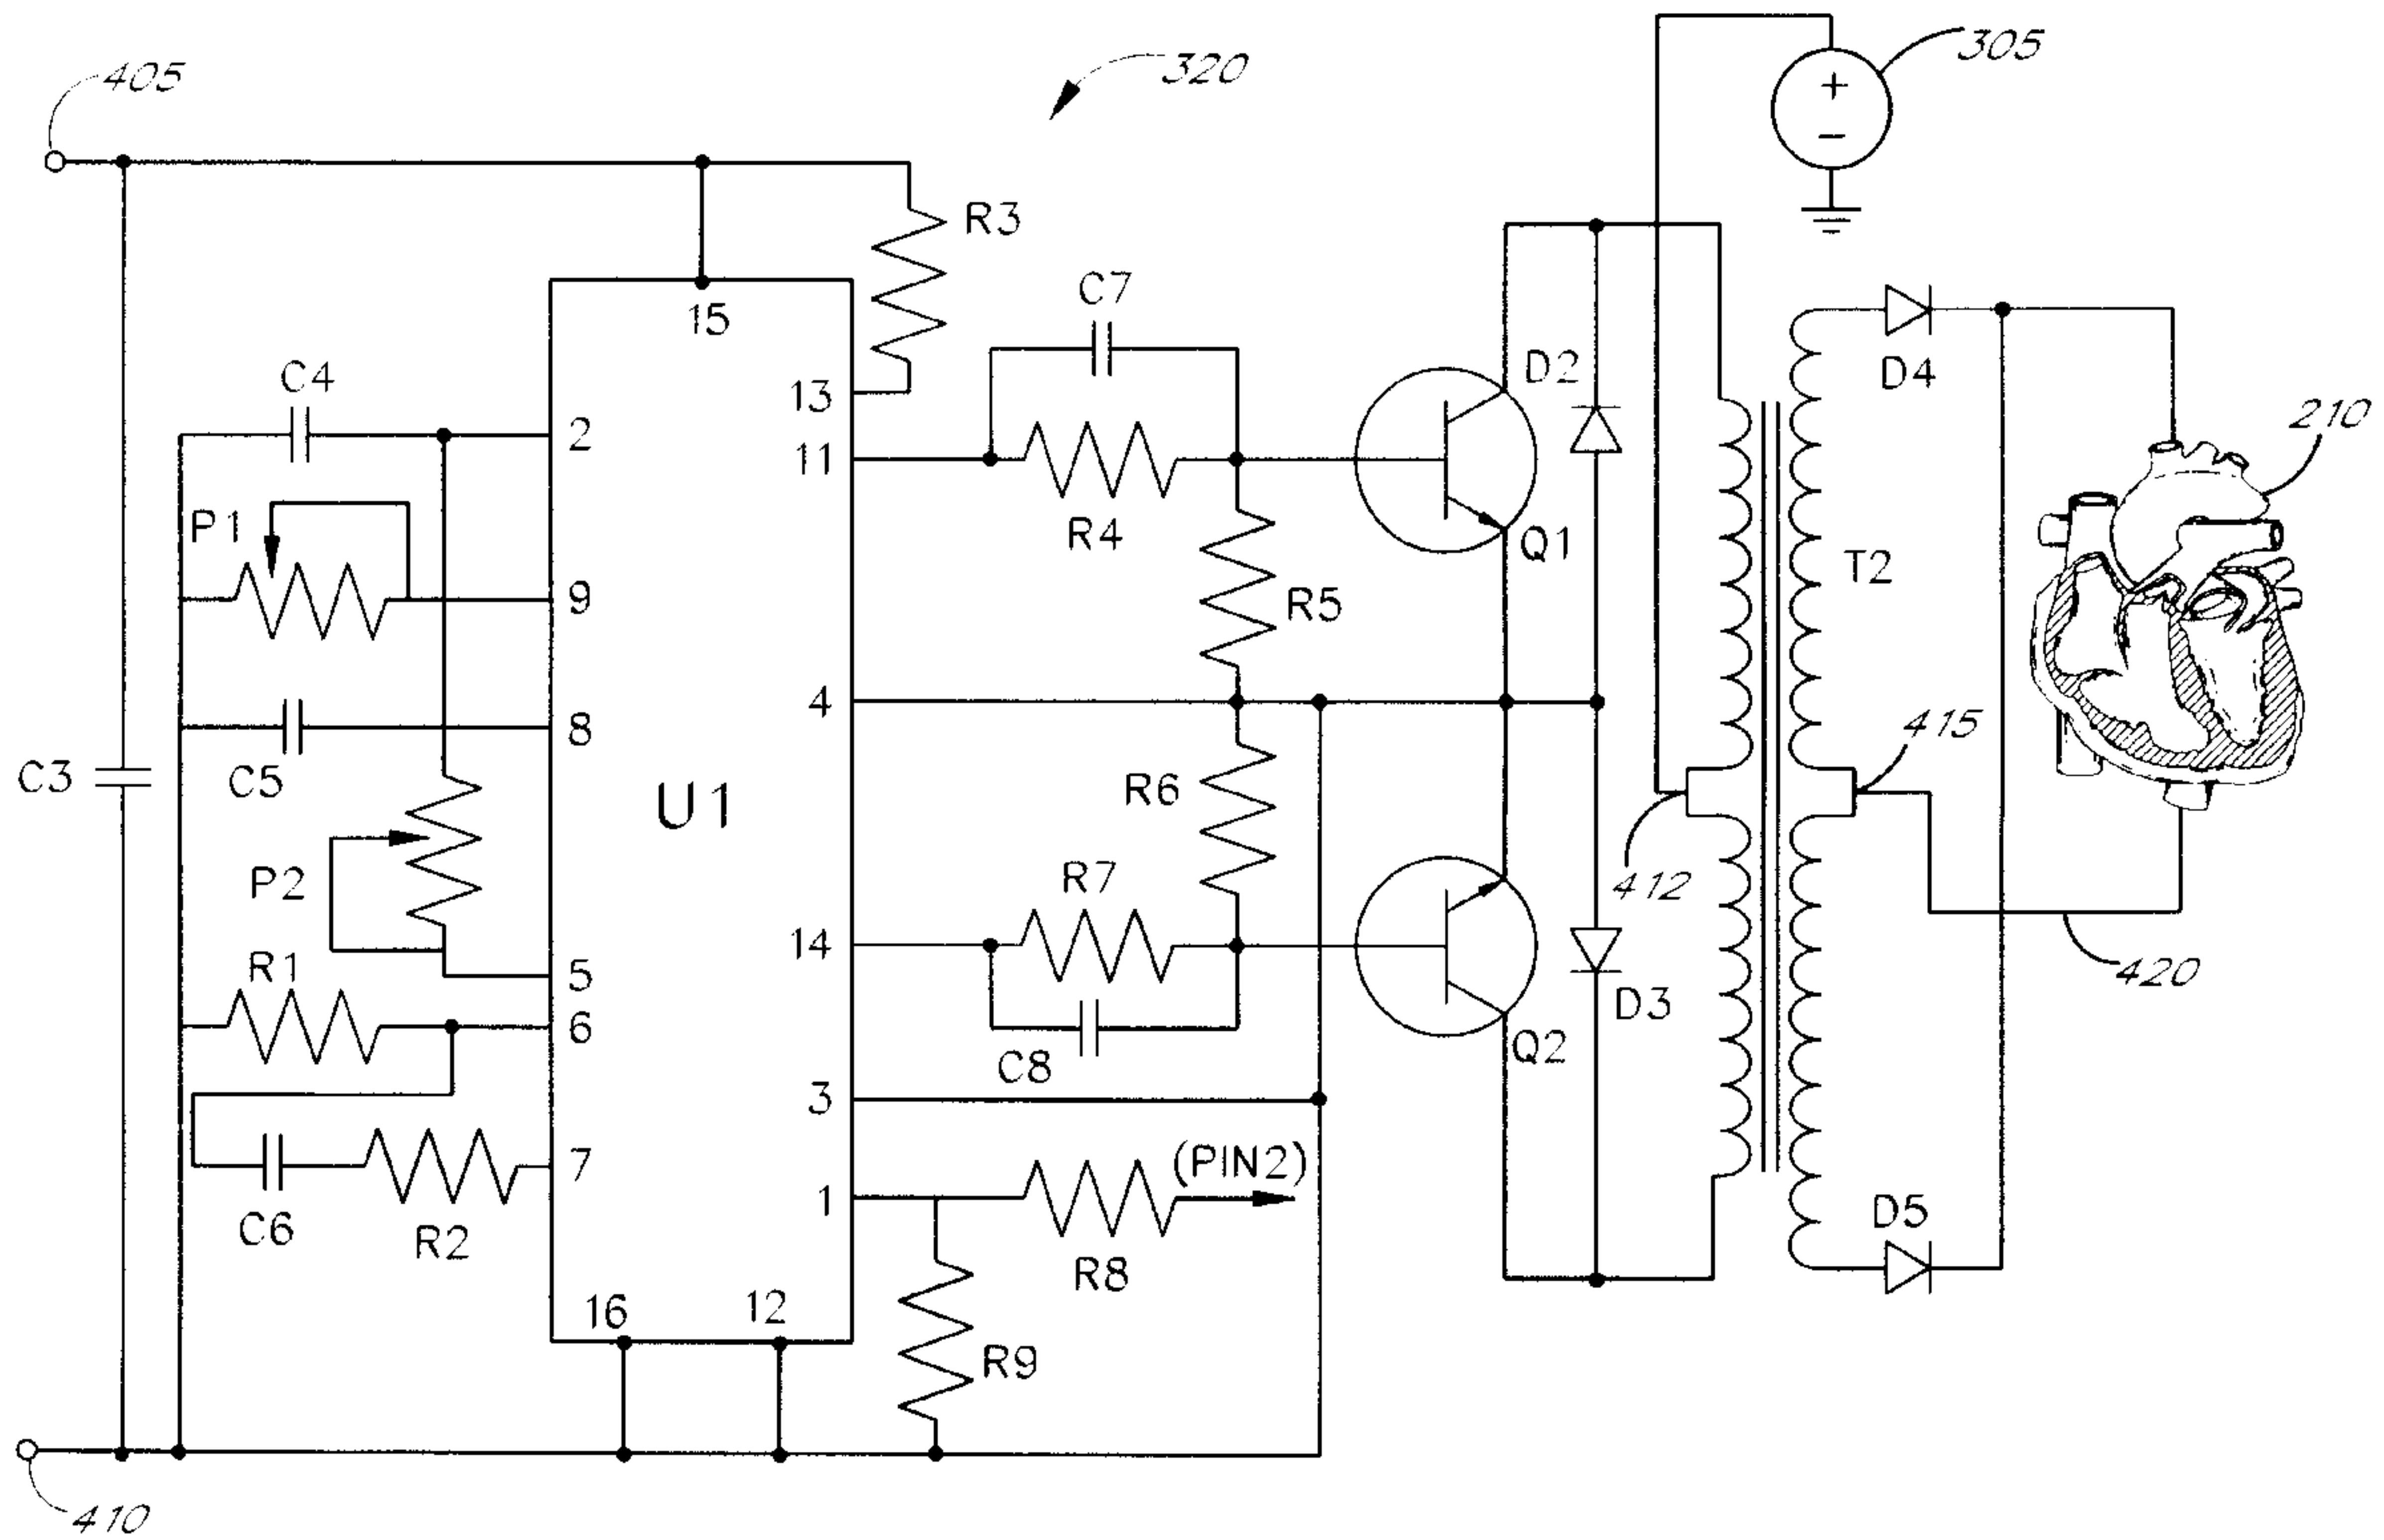 305
405
320
+
−
R3
15
C7
D2
D4
C4
13
210
2
11
P1
R4
Q1
T2
9
R5
4
8
415
C3
C5
U1
R6
P2
R7
412
14
R1
5
420
6
D3
Q2
C8
3
7
(PIN2)
1
C6
R2
R8
D5
16
12
R9
410